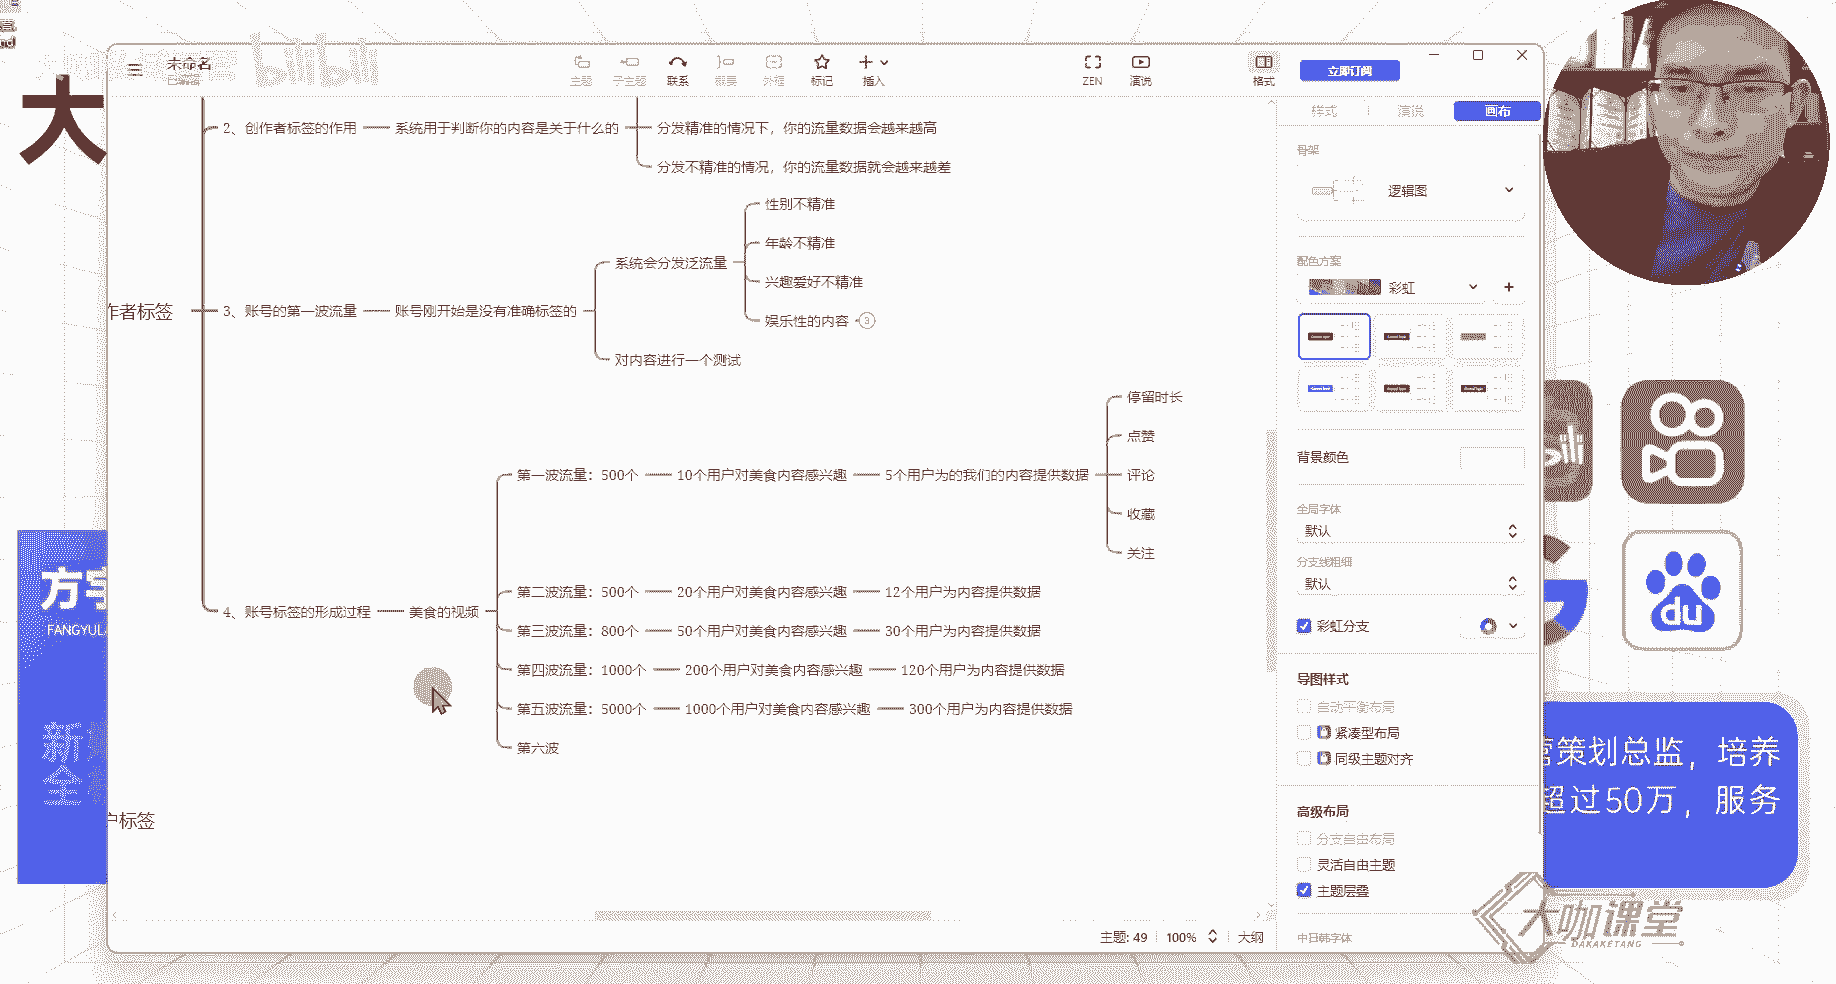 未命名
已编辑
bilibili
主题
子主题
联系
概要
外框
标记
插入
ZEN
演说
格式
立即订阅
大
2、创作者标签的作用
系统用于判断你的内容是关于什么的
分发精准的情况下，你的流量数据会越来越高
分发不精准的情况，你的流量数据就会越来越差
作者标签
3、账号的第一波流量
账号刚开始是没有准确标签的
系统会分发泛流量
性别不精准
年龄不精准
兴趣爱好不精准
娱乐性的内容
3
对内容进行一个测试
4、账号标签的形成过程
美食的视频
第一波流量：500个
10个用户对美食内容感兴趣
5个用户为的我们的内容提供数据
停留时长
点赞
评论
收藏
关注
第二波流量：500个
20个用户对美食内容感兴趣
12个用户为内容提供数据
第三波流量：800个
50个用户对美食内容感兴趣
30个用户为内容提供数据
第四波流量：1000个
200个用户对美食内容感兴趣
120个用户为内容提供数据
第五波流量：5000个
1000个用户对美食内容感兴趣
300个用户为内容提供数据
第六波
户标签
主题: 49
100%
大纲
样式
演说
画布
骨架
逻辑图
配色方案
彩虹
背景颜色
全局字体
默认
分支线粗细
默认
彩虹分支
导图样式
自动平衡布局
紧凑型布局
同级主题对齐
高级布局
分支自由布局
灵活自由主题
主题层叠
中日韩字体
方宇
FANGYUL
新
全
du
营策划总监，培养
超过50万，服务
大咖课堂
DAKAKETANG